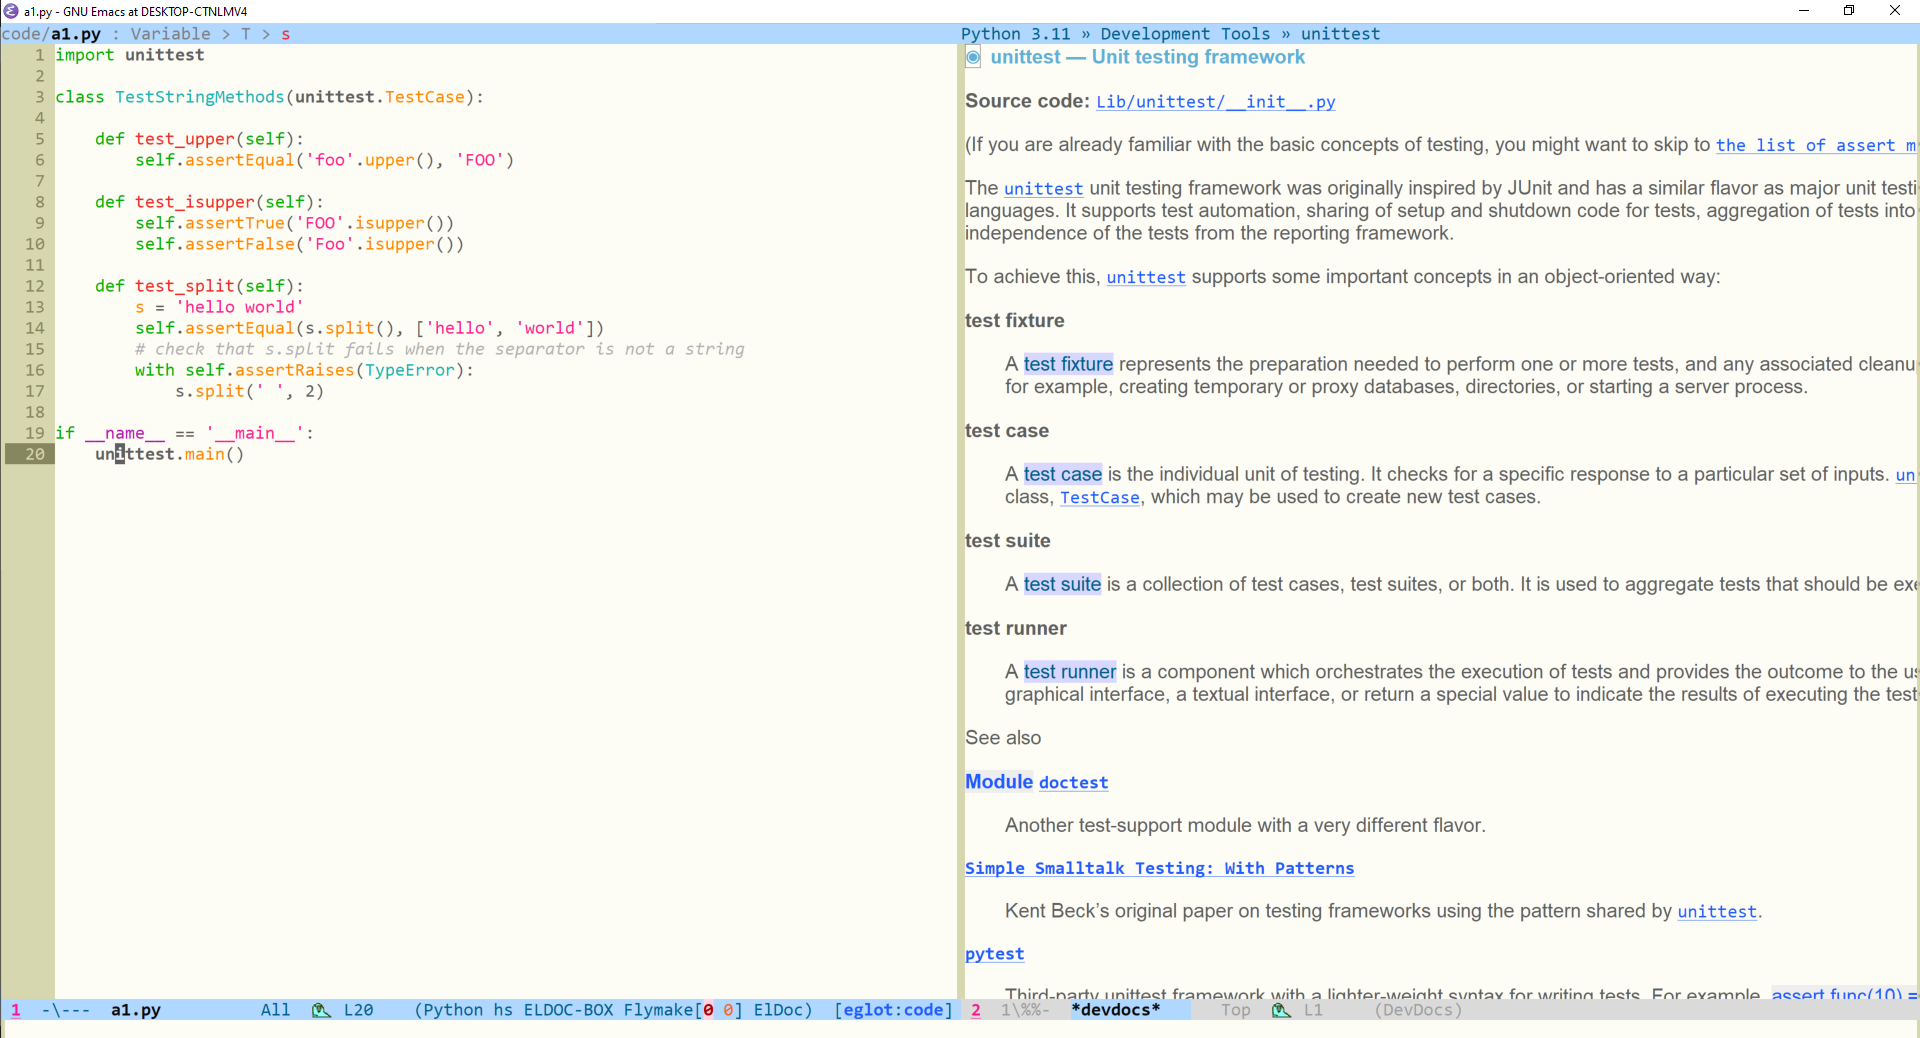 a1.py - GNU Emacs at DESKTOP-CTNLMV4
code/a1.py : Variable > T > s
1 import unittest
2
3 class TestStringMethods(unittest.TestCase):
4
5     def test_upper(self):
6         self.assertEqual('foo'.upper(), 'FOO')
7
8     def test_isupper(self):
9         self.assertTrue('FOO'.isupper())
10         self.assertFalse('Foo'.isupper())
11
12     def test_split(self):
13         s = 'hello world'
14         self.assertEqual(s.split(), ['hello', 'world'])
15         # check that s.split fails when the separator is not a string
16         with self.assertRaises(TypeError):
17             s.split(' ', 2)
18
19 if __name__ == '__main__':
20     unittest.main()
1 -\--- a1.py All L20 (Python hs ELDOC-BOX Flymake[0 0] ElDoc) [eglot:code]
Python 3.11 » Development Tools » unittest
unittest — Unit testing framework
Source code: Lib/unittest/__init__.py
(If you are already familiar with the basic concepts of testing, you might want to skip to the list of assert m
The unittest unit testing framework was originally inspired by JUnit and has a similar flavor as major unit testi
languages. It supports test automation, sharing of setup and shutdown code for tests, aggregation of tests into
independence of the tests from the reporting framework.
To achieve this, unittest supports some important concepts in an object-oriented way:
test fixture
A test fixture represents the preparation needed to perform one or more tests, and any associated cleanu
for example, creating temporary or proxy databases, directories, or starting a server process.
test case
A test case is the individual unit of testing. It checks for a specific response to a particular set of inputs. un
class, TestCase, which may be used to create new test cases.
test suite
A test suite is a collection of test cases, test suites, or both. It is used to aggregate tests that should be exe
test runner
A test runner is a component which orchestrates the execution of tests and provides the outcome to the us
graphical interface, a textual interface, or return a special value to indicate the results of executing the test
See also
Module doctest
Another test-support module with a very different flavor.
Simple Smalltalk Testing: With Patterns
Kent Beck’s original paper on testing frameworks using the pattern shared by unittest.
pytest
Third-party unittest framework with a lighter-weight syntax for writing tests. For example, assert func(10) =
2 1\%%- *devdocs* Top L1 (DevDocs)